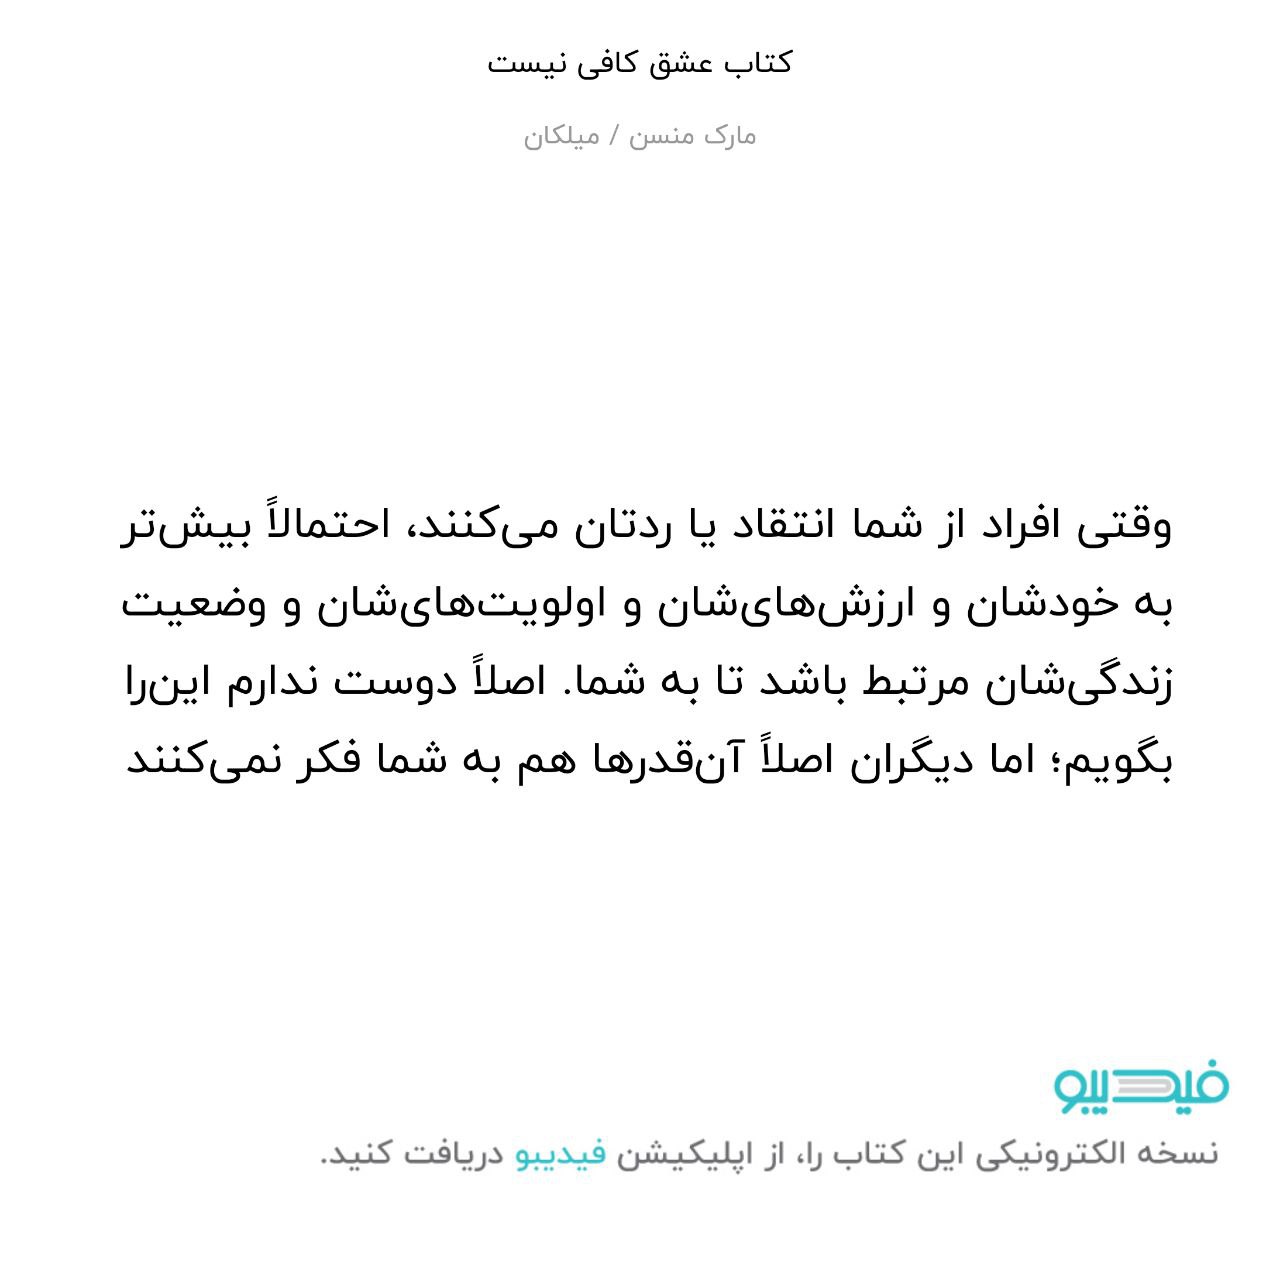 کتاب عشق کافی نیست
مارک منسن / میلکان
وقتی افراد از شما انتقاد یا ردتان می‌کنند، احتمالاً بیش‌تر
به خودشان و ارزش‌های‌شان و اولویت‌های‌شان و وضعیت
زندگی‌شان مرتبط باشد تا به شما. اصلاً دوست ندارم این‌را
بگویم؛ اما دیگران اصلاً آن‌قدرها هم به شما فکر نمی‌کنند
فیدیبو
نسخه الکترونیکی این کتاب را، از اپلیکیشن فیدیبو دریافت کنید.